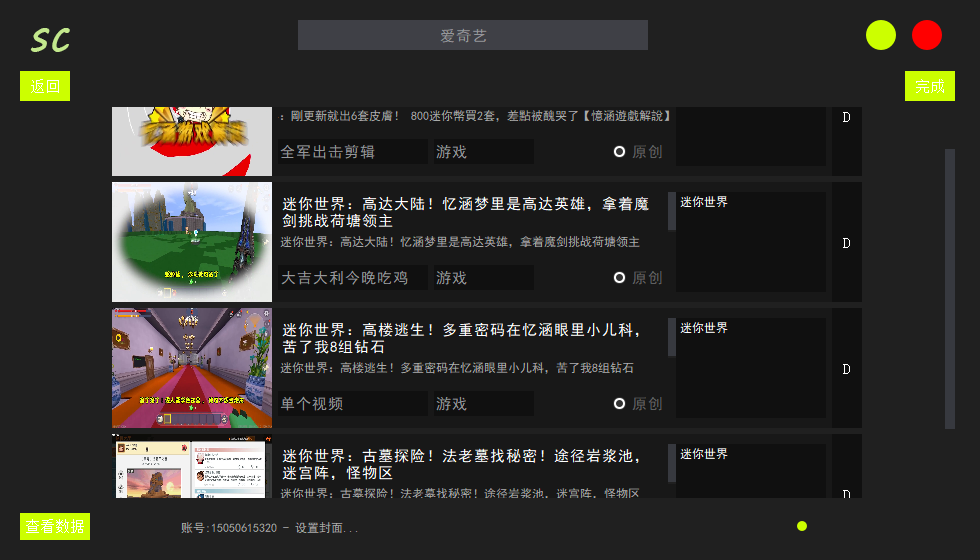 SC
爱奇艺
返回
完成
：剛更新就出6套皮膚！ 800迷你幣買2套，差點被醜哭了【憶涵遊戲解說】
D
全军出击剪辑
游戏
原创
迷你世界：高达大陆！忆涵梦里是高达英雄，拿着魔
剑挑战荷塘领主
迷你世界
迷你世界：高达大陆！忆涵梦里是高达英雄，拿着魔剑挑战荷塘领主
D
大吉大利今晚吃鸡
游戏
原创
迷你世界：高楼逃生！多重密码在忆涵眼里小儿科，
苦了我8组钻石
迷你世界
迷你世界：高楼逃生！多重密码在忆涵眼里小儿科，苦了我8组钻石
D
单个视频
游戏
原创
迷你世界：古墓探险！法老墓找秘密！途径岩浆池，
迷宫阵，怪物区
迷你世界
迷你世界：古墓探险！法老墓找秘密！途径岩浆池，迷宫阵，怪物区
D
查看数据
账号:15050615320 - 设置封面...